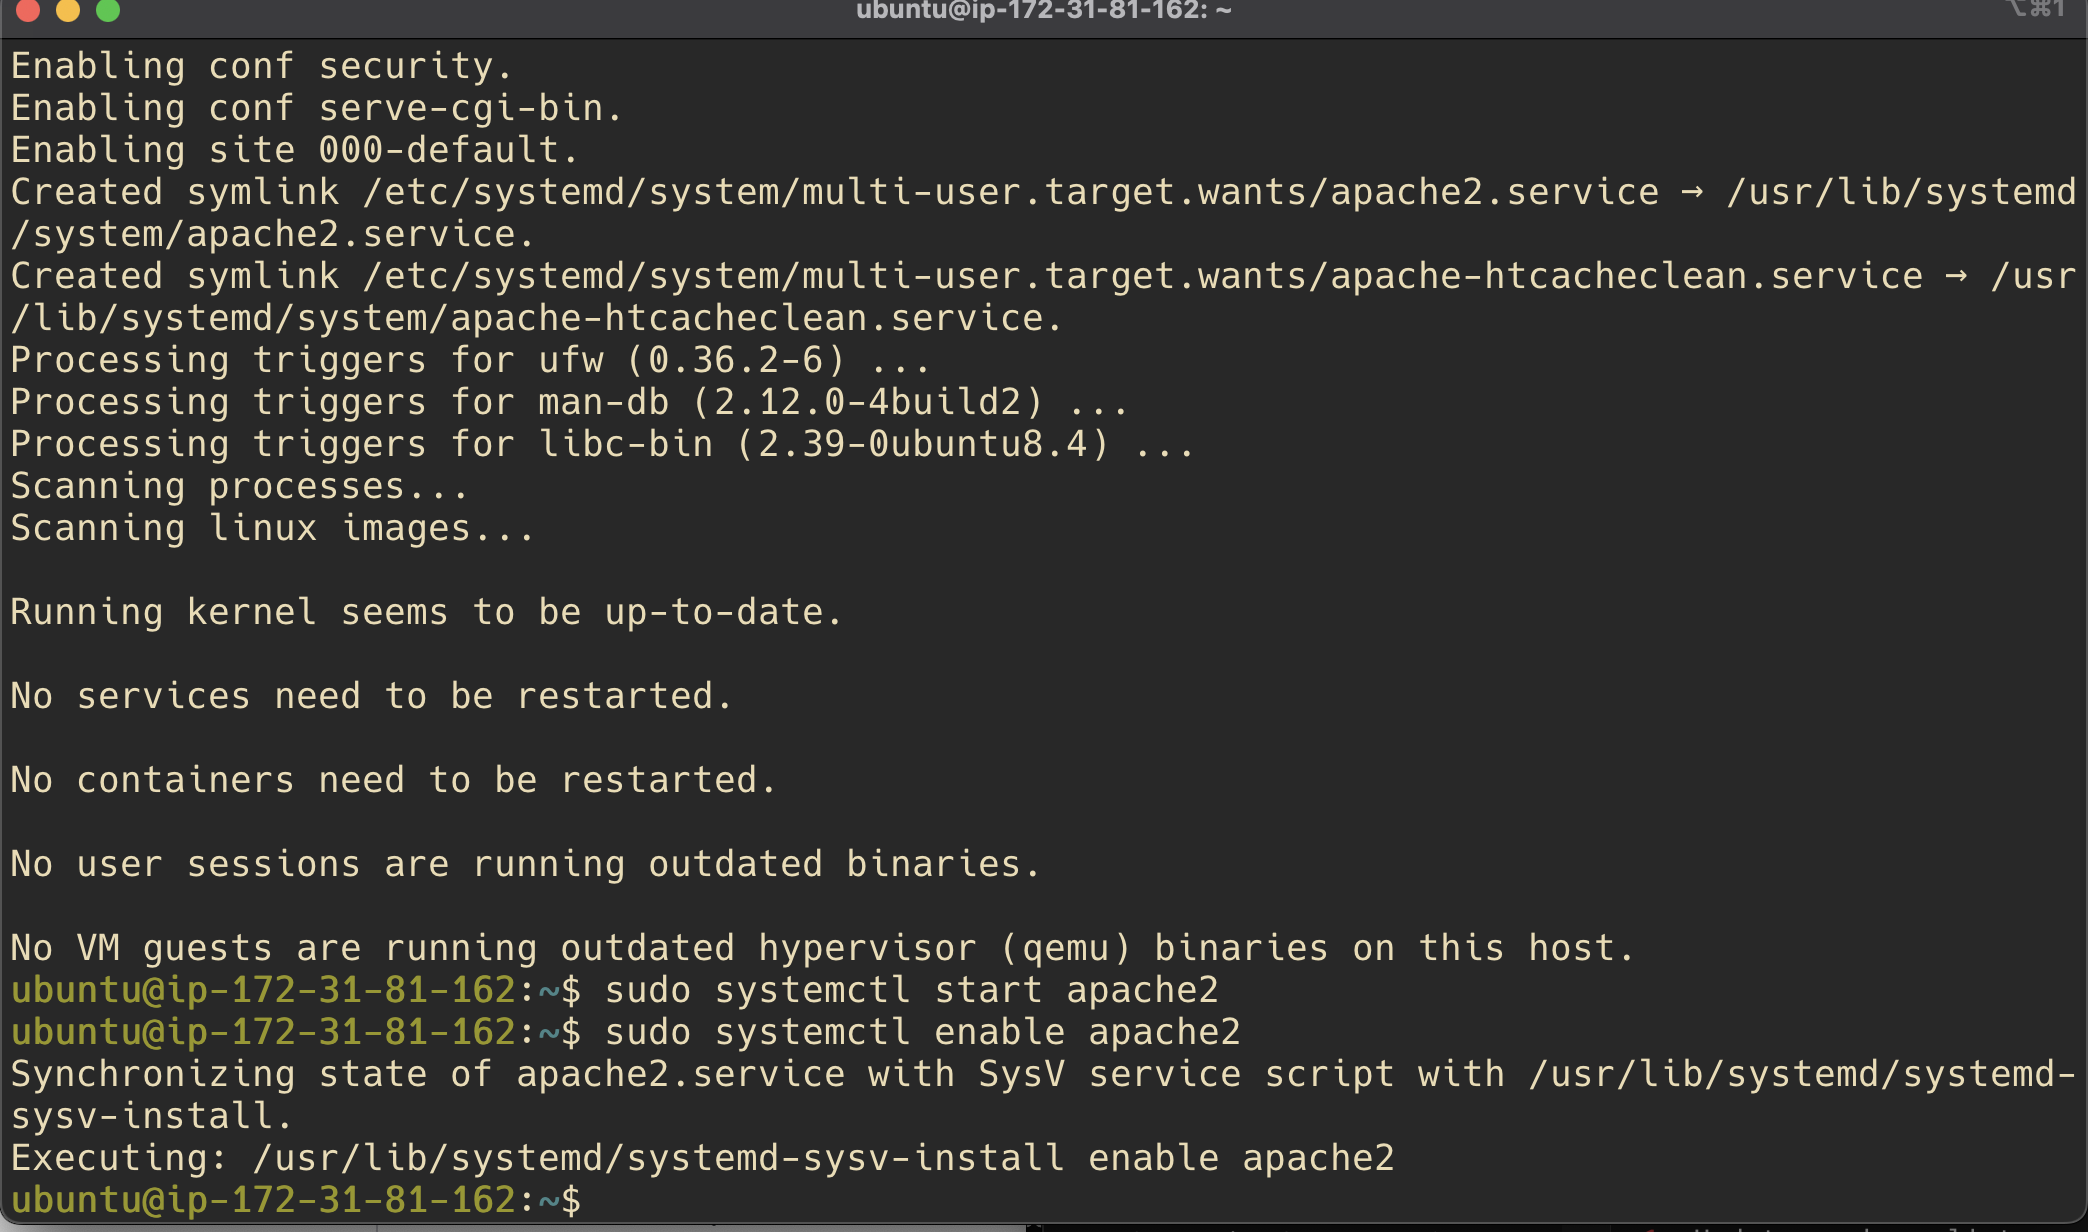 ubuntu@ip-172-31-81-162: ~
⌥⌘1
Enabling conf security.
Enabling conf serve-cgi-bin.
Enabling site 000-default.
Created symlink /etc/systemd/system/multi-user.target.wants/apache2.service → /usr/lib/systemd
/system/apache2.service.
Created symlink /etc/systemd/system/multi-user.target.wants/apache-htcacheclean.service → /usr
/lib/systemd/system/apache-htcacheclean.service.
Processing triggers for ufw (0.36.2-6) ...
Processing triggers for man-db (2.12.0-4build2) ...
Processing triggers for libc-bin (2.39-0ubuntu8.4) ...
Scanning processes...
Scanning linux images...
Running kernel seems to be up-to-date.
No services need to be restarted.
No containers need to be restarted.
No user sessions are running outdated binaries.
No VM guests are running outdated hypervisor (qemu) binaries on this host.
ubuntu@ip-172-31-81-162:~$ sudo systemctl start apache2
ubuntu@ip-172-31-81-162:~$ sudo systemctl enable apache2
Synchronizing state of apache2.service with SysV service script with /usr/lib/systemd/systemd-
sysv-install.
Executing: /usr/lib/systemd/systemd-sysv-install enable apache2
ubuntu@ip-172-31-81-162:~$